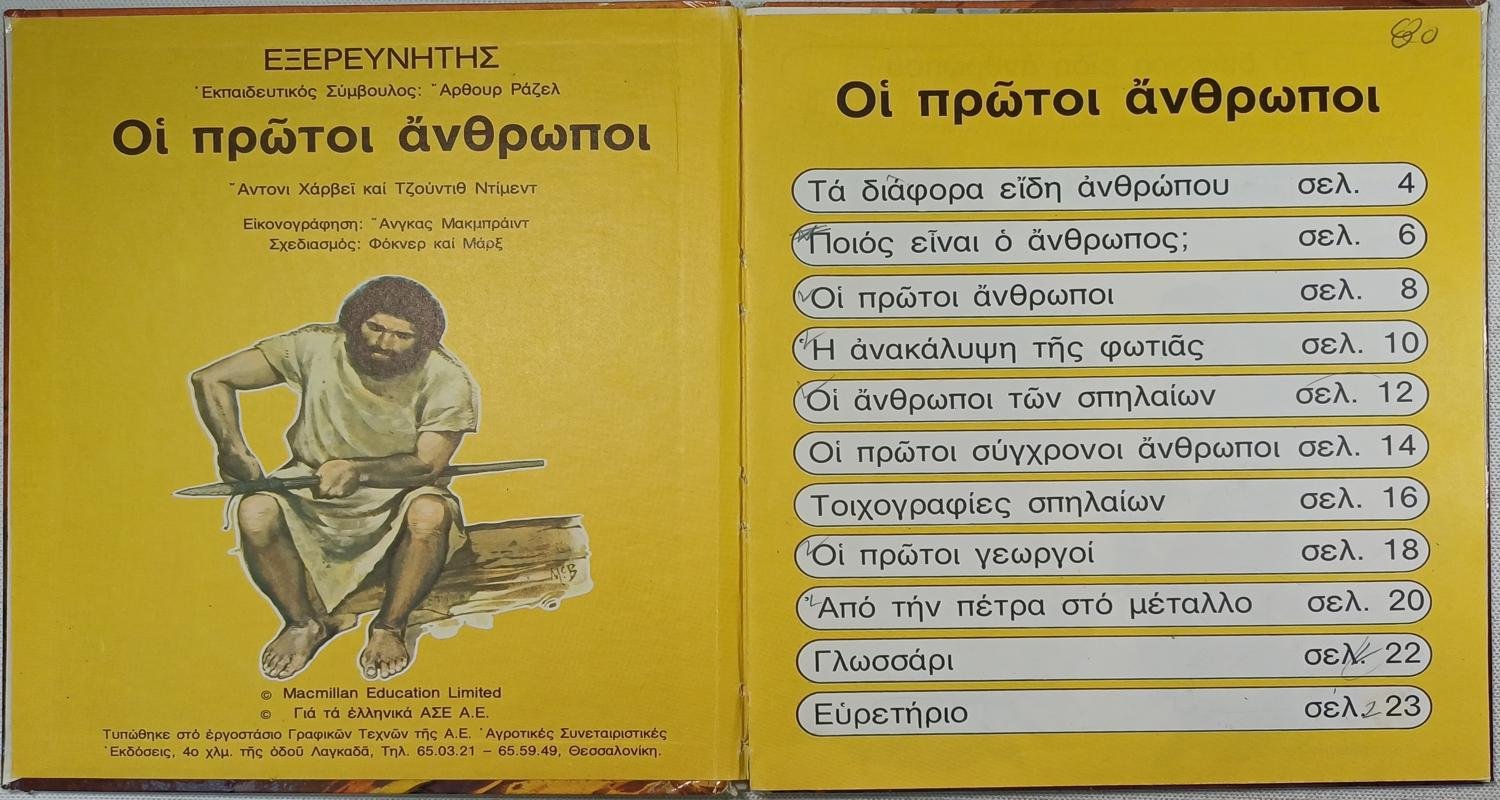 ΕΞΕΡΕΥΝΗΤΗΣ
Ἐκπαιδευτικός Σύμβουλος: Ἄρθουρ Ράζελ
Οἱ πρῶτοι ἄνθρωποι
Ἄντονι Χάρβεϊ καί Τζούντιθ Ντίμεντ
Εἰκονογράφηση: Ἄνγκας Μακμπράιντ
Σχεδιασμός: Φόκνερ καί Μάρξ
McB
© Macmillan Education Limited
© Γιά τά ἑλληνικά ΑΣΕ Α.Ε.
Τυπώθηκε στό ἐργοστάσιο Γραφικῶν Τεχνῶν τῆς Α.Ε. Ἀγροτικές Συνεταιριστικές
Ἐκδόσεις, 4ο χλμ. τῆς ὁδοῦ Λαγκαδᾶ, Τηλ. 65.03.21 – 65.59.49, Θεσσαλονίκη.
Οἱ πρῶτοι ἄνθρωποι
Τά διάφορα εἴδη ἀνθρώπου σελ. 4
Ποιός εἶναι ὁ ἄνθρωπος; σελ. 6
Οἱ πρῶτοι ἄνθρωποι σελ. 8
Ἡ ἀνακάλυψη τῆς φωτιᾶς σελ. 10
Οἱ ἄνθρωποι τῶν σπηλαίων σελ. 12
Οἱ πρῶτοι σύγχρονοι ἄνθρωποι σελ. 14
Τοιχογραφίες σπηλαίων σελ. 16
Οἱ πρῶτοι γεωργοί σελ. 18
Ἀπό τήν πέτρα στό μέταλλο σελ. 20
Γλωσσάρι σελ. 22
Εὑρετήριο σελ. 23